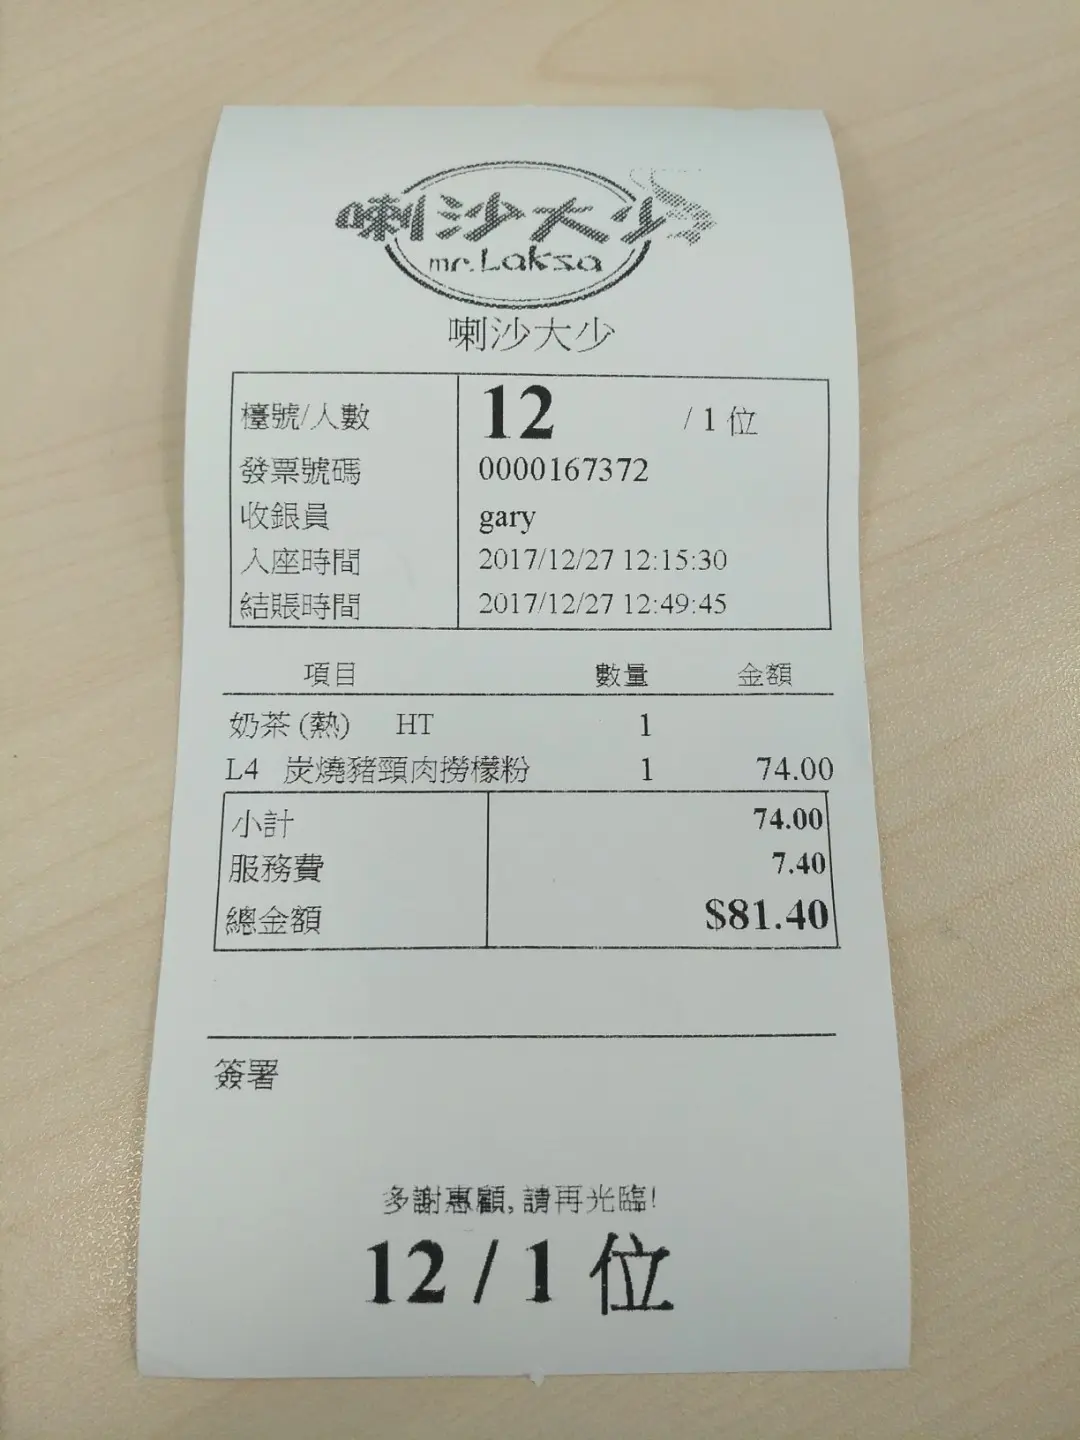 喇沙大少
mr.Laksa
喇沙大少
檯號/人數 12 / 1 位
發票號碼 0000167372
收銀員 gary
入座時間 2017/12/27 12:15:30
結賬時間 2017/12/27 12:49:45
項目 數量 金額
奶茶 (熱) HT 1
L4 炭燒豬頸肉撈檬粉 1 74.00
小計 74.00
服務費 7.40
總金額 $81.40
簽署
多謝惠顧, 請再光臨!
12 / 1 位